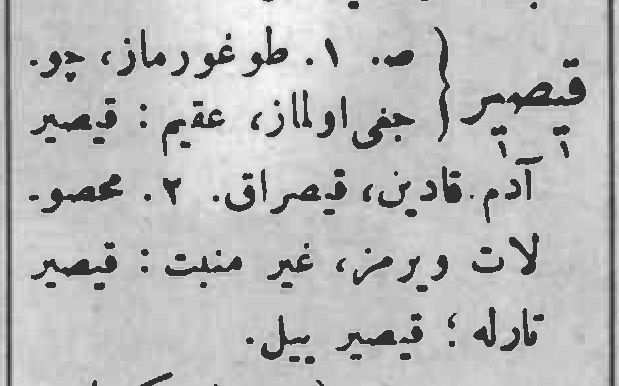 قیصیر { ص. ۱. طوغورماز، چو-
جغی اولماز، عقیم : قیصیر
آدم. قادین، قیصراق. ۲. محصو-
لات ویرمز، غیر منبت : قیصیر
تارله ؛ قیصیر ییل.